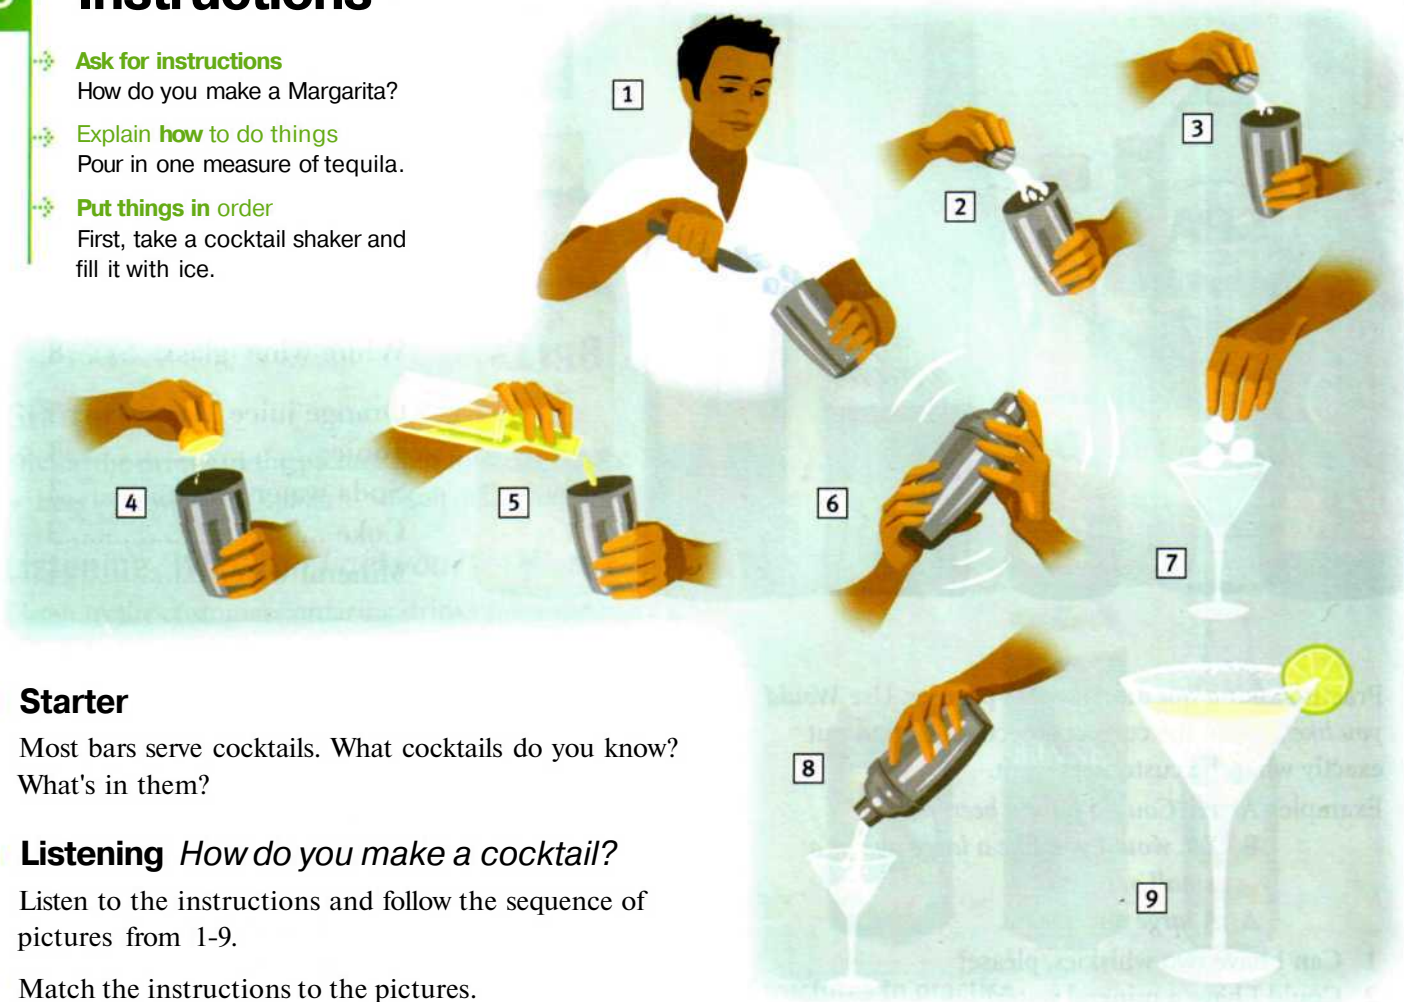 Instructions
Ask for instructions
How do you make a Margarita?
Explain how to do things
Pour in one measure of tequila.
Put things in order
First, take a cocktail shaker and
fill it with ice.
1
2
3
4
5
6
7
8
9
Starter
Most bars serve cocktails. What cocktails do you know?
What's in them?
Listening How do you make a cocktail?
Listen to the instructions and follow the sequence of
pictures from 1-9.
Match the instructions to the pictures.